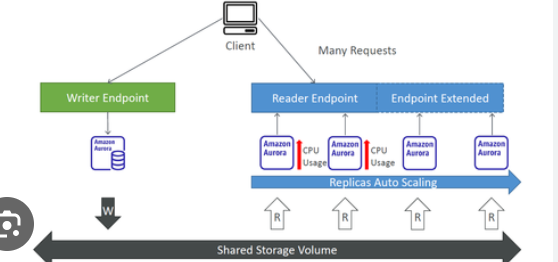 Client
Many Requests
Writer Endpoint
Reader Endpoint
Endpoint Extended
Amazon
Aurora
Amazon
Aurora
CPU
Usage
Amazon
Aurora
CPU
Usage
Amazon
Aurora
Amazon
Aurora
Replicas Auto Scaling
W
R
R
R
R
Shared Storage Volume